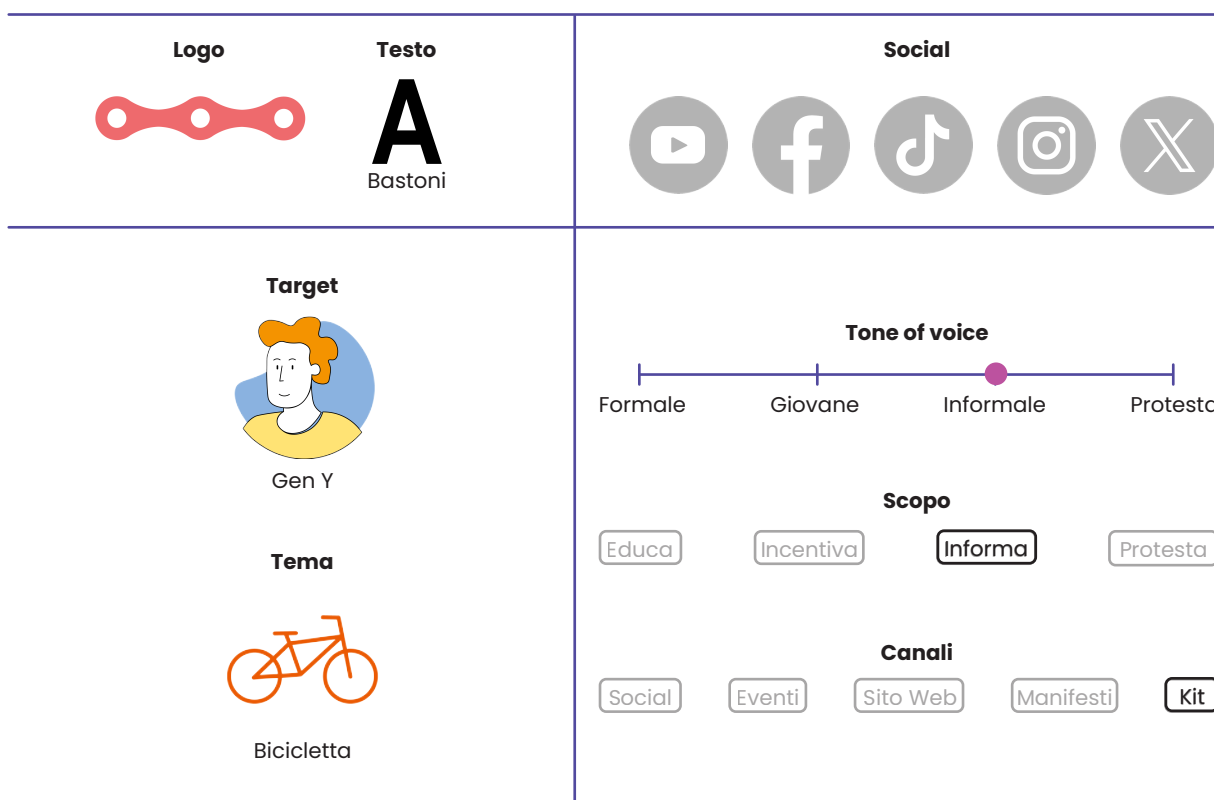 Logo
Testo
Social
A
Bastoni
Target
Gen Y
Tone of voice
Formale
Giovane
Informale
Protesta
Scopo
Educa
Incentiva
Informa
Protesta
Tema
Bicicletta
Canali
Social
Eventi
Sito Web
Manifesti
Kit